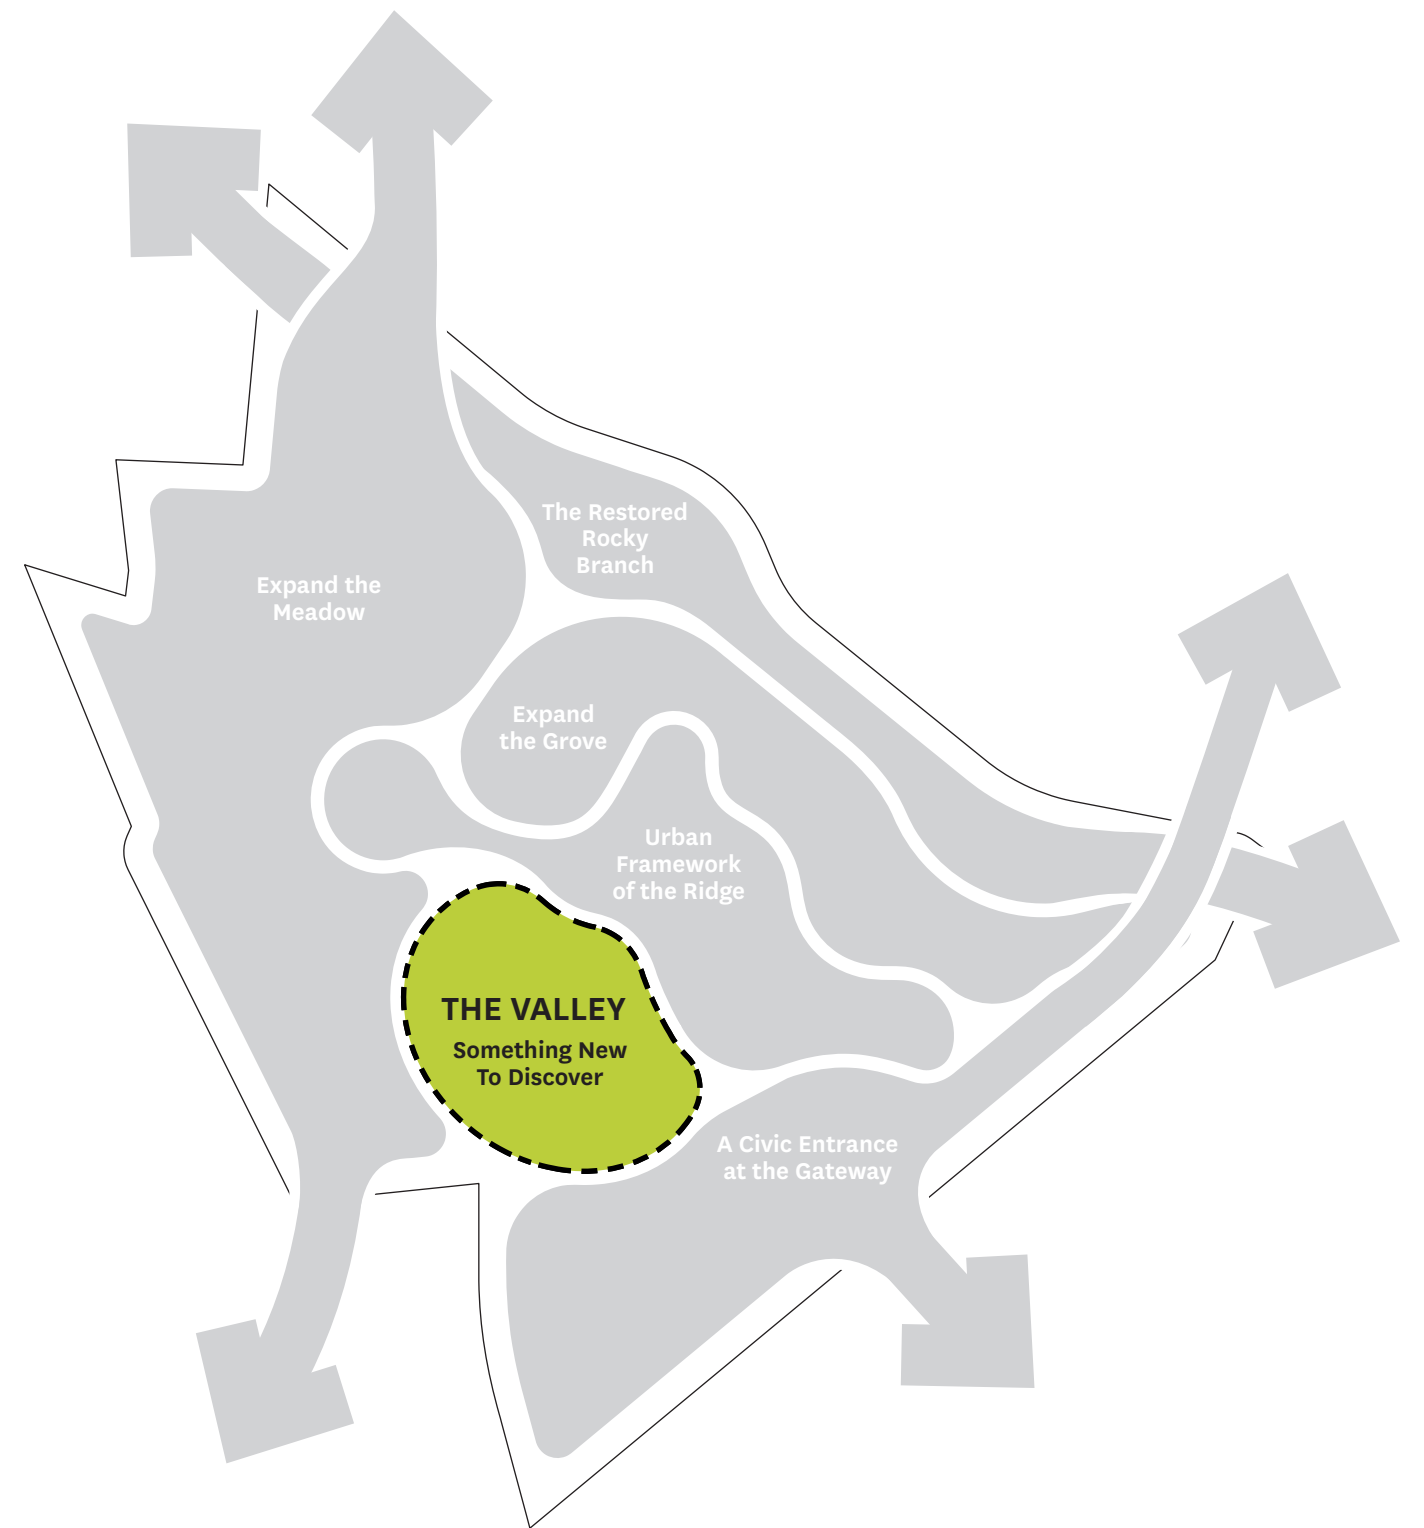 The Restored
Rocky
Branch
Expand the
Meadow
Expand
the Grove
Urban
Framework
of the Ridge
THE VALLEY
Something New
To Discover
A Civic Entrance
at the Gateway